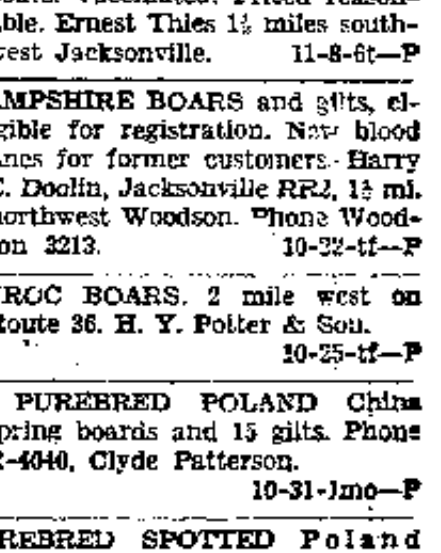 able. Ernest Thies 1½ miles south-
west Jacksonville. 11-8-6t—P
AMPSHIRE BOARS and gilts, el-
gible for registration. New blood
ines for former customers. Harry
C. Doolin, Jacksonville RR2, 1½ mi.
northwest Woodson. Phone Wood-
on 3213. 10-22-tf—P
UROC BOARS. 2 mile west on
Route 36. H. Y. Potter & Son.
10-25-tf—P
PUREBRED POLAND China
pring boards and 15 gilts. Phone
R-4040, Clyde Patterson.
10-31-1mo—P
REBRED SPOTTED Poland